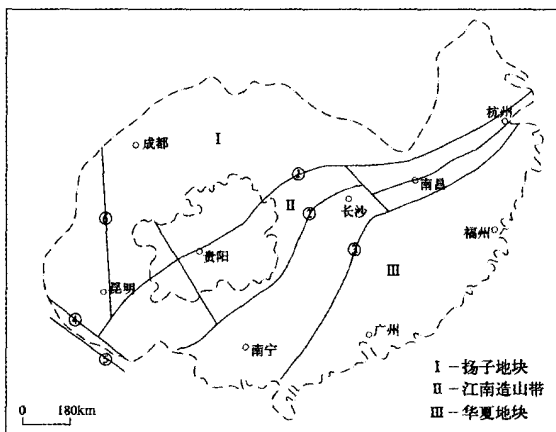 杭州
成都
Ⅰ
①
南昌
Ⅱ
长沙
②
⑥
③
福州
贵阳
Ⅲ
昆明
④
广州
南宁
⑤
Ⅰ-扬子地块
Ⅱ-江南造山带
Ⅲ-华夏地块
0 180km